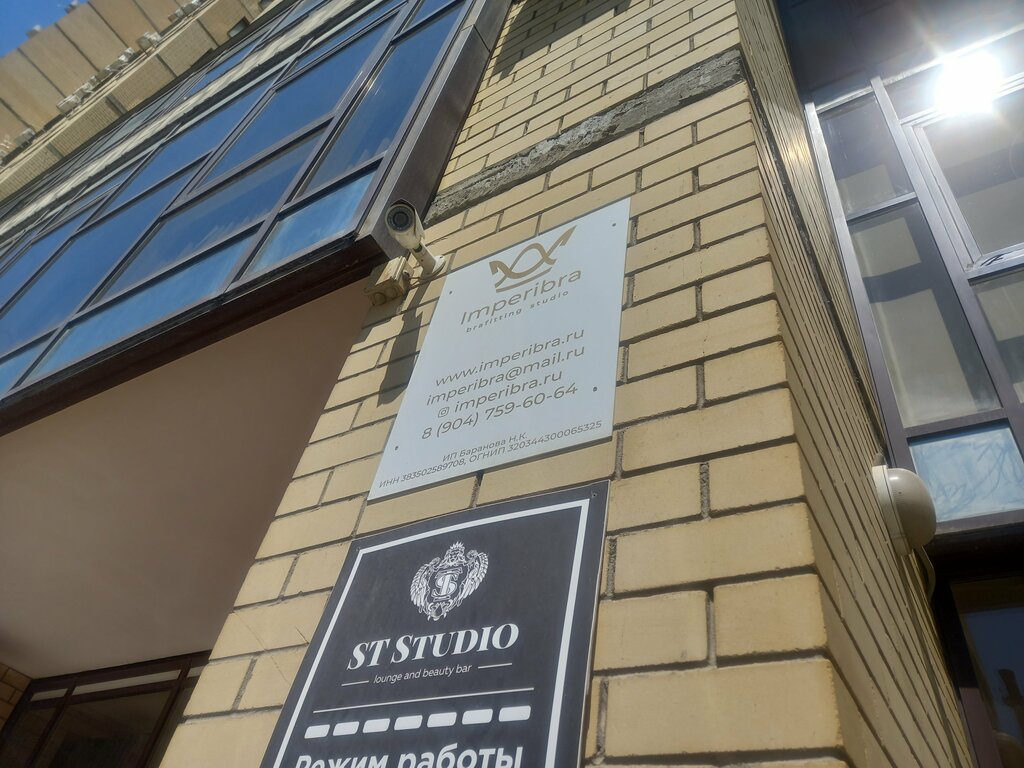 Imperibra
brafitting studio
www.imperibra.ru
imperibra@mail.ru
imperibra.ru
8 (904) 759-60-64
ИП Баранова Н.К.
ИНН 383502589708, ОГНИП 320344300065325
ST STUDIO
lounge and beauty bar
Режим работы